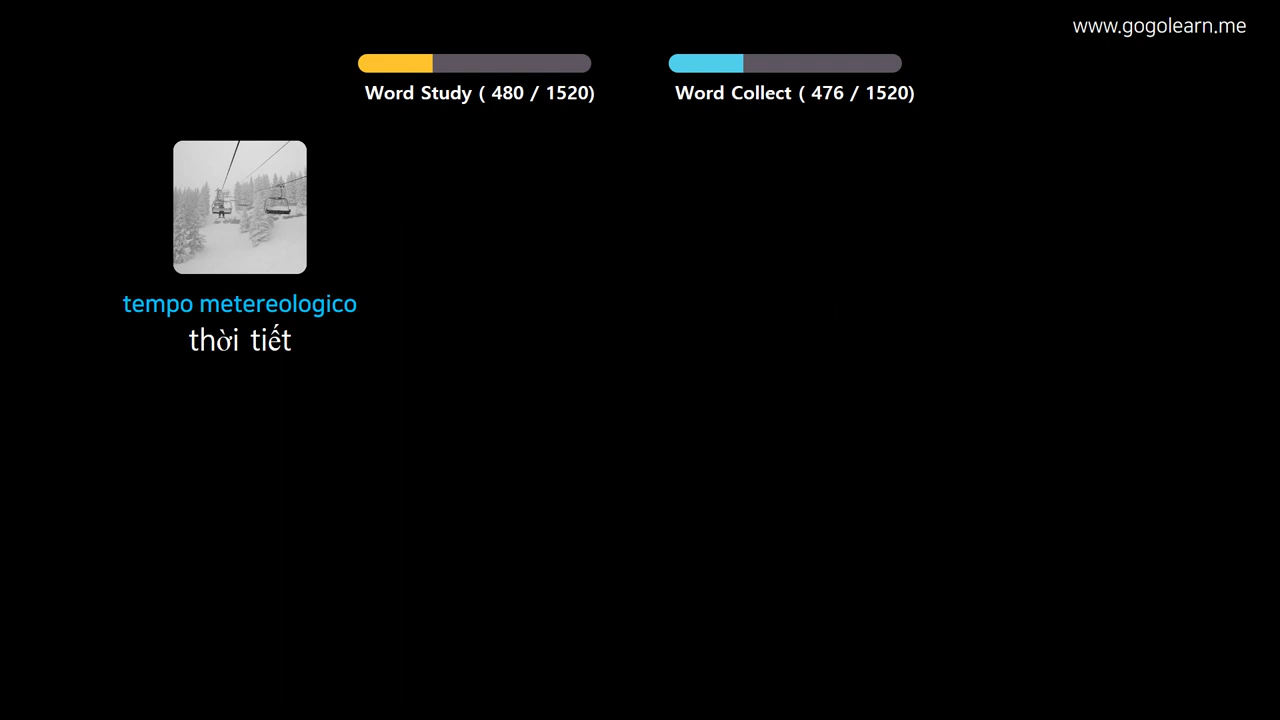 www.gogolearn.me
Word Study ( 480 / 1520)
Word Collect ( 476 / 1520)
tempo metereologico
thời tiết